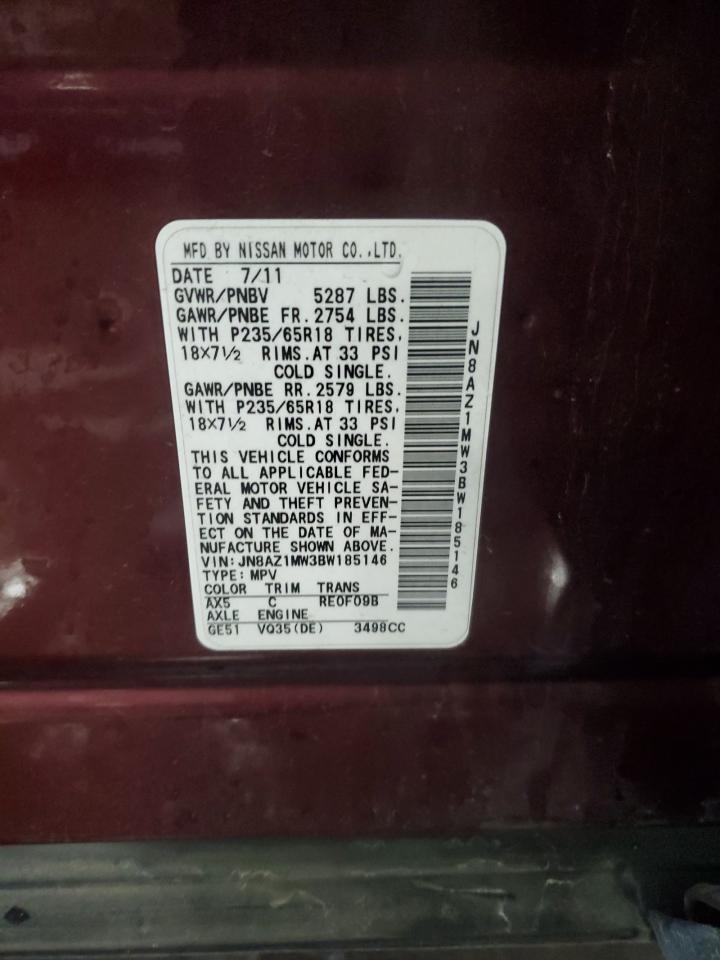 MFD BY NISSAN MOTOR CO.,LTD.
DATE 7/11
GVWR/PNBV 5287 LBS.
GAWR/PNBE FR. 2754 LBS.
WITH P235/65R18 TIRES,
18X7½ RIMS. AT 33 PSI
COLD SINGLE.
GAWR/PNBE RR. 2579 LBS.
WITH P235/65R18 TIRES,
18X7½ RIMS. AT 33 PSI
COLD SINGLE.
THIS VEHICLE CONFORMS
TO ALL APPLICABLE FED-
ERAL MOTOR VEHICLE SA-
FETY AND THEFT PREVEN-
TION STANDARDS IN EFF-
ECT ON THE DATE OF MA-
NUFACTURE SHOWN ABOVE.
VIN: JN8AZ1MW3BW185146
TYPE: MPV
COLOR TRIM TRANS
AX5 C RE0F09B
AXLE ENGINE
GE51 VQ35(DE) 3498CC
JN8AZ1MW3BW185146